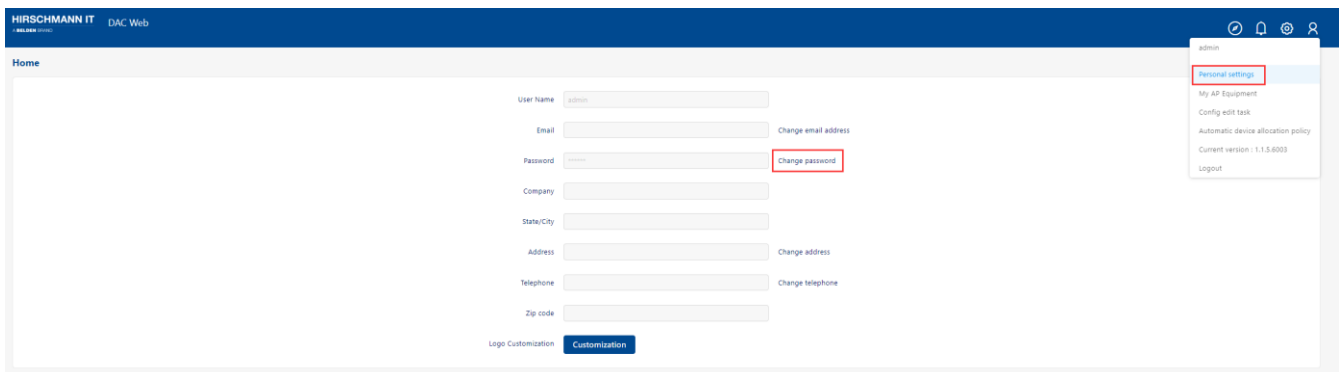 HIRSCHMANN IT
A BELDEN BRAND
DAC Web
admin
Home
Personal settings
My AP Equipment
Config edit task
Automatic device allocation policy
Current version : 1.1.5.6003
Logout
User Name admin
Email Change email address
Password Change password
Company
State/City
Address Change address
Telephone Change telephone
Zip code
Logo Customization Customization